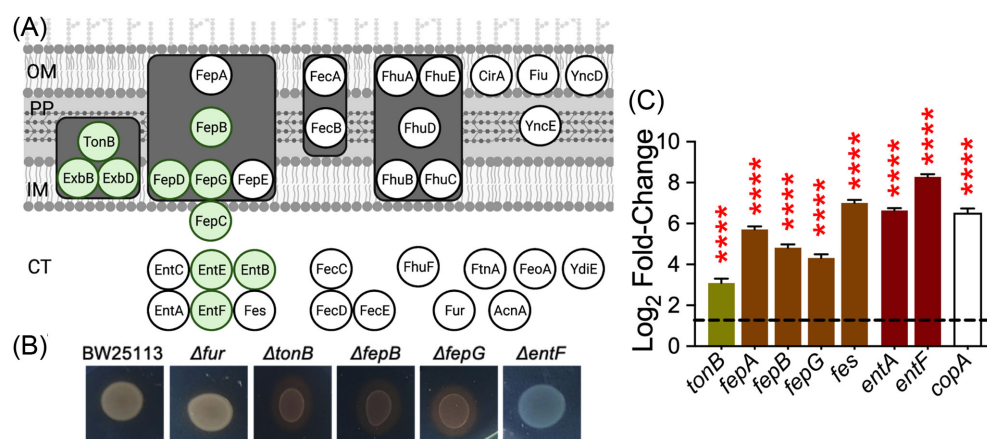 (A)
OM
FepA
FecA
FhuA
FhuE
CirA
Fiu
YncD
PP
TonB
FepB
FecB
FhuD
YncE
IM
ExbB
ExbD
FepD
FepG
FepE
FhuB
FhuC
FepC
CT
EntC
EntE
EntB
FecC
FhuF
FtnA
FeoA
YdiE
EntA
EntF
Fes
FecD
FecE
Fur
AcnA
(B)
BW25113
Δfur
ΔtonB
ΔfepB
ΔfepG
ΔentF
(C)
Log2 Fold-Change
10
8
6
4
2
0
****
****
****
****
****
****
****
****
tonB
fepA
fepB
fepG
fes
entA
entF
copA